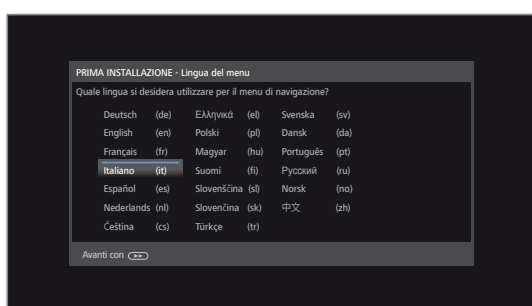 PRIMA INSTALLAZIONE - Lingua del menu
Quale lingua si desidera utilizzare per il menu di navigazione?
Deutsch (de) Ελληνικά (el) Svenska (sv)
English (en) Polski (pl) Dansk (da)
Français (fr) Magyar (hu) Português (pt)
Italiano (it) Suomi (fi) Русский (ru)
Español (es) Slovenščina (sl) Norsk (no)
Nederlands (nl) Slovenčina (sk) 中文 (zh)
Čeština (cs) Türkçe (tr)
Avanti con